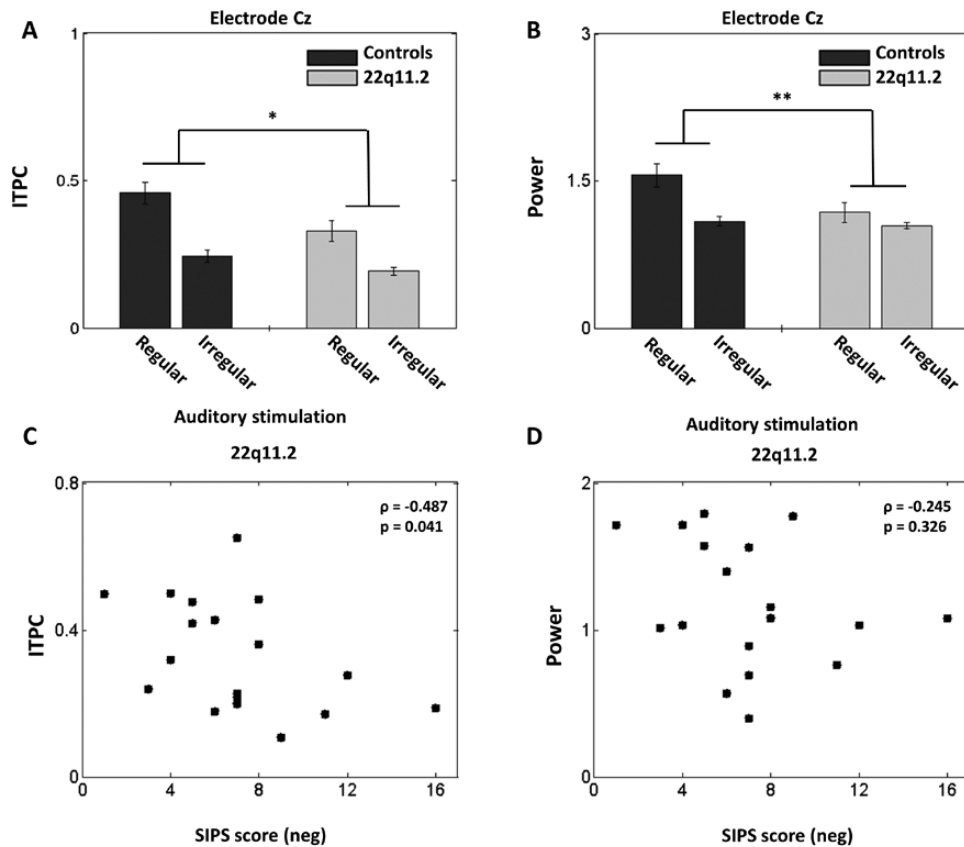 A
Electrode Cz
1
Controls
22q11.2
*
ITPC
0.5
0
Regular
Irregular
Regular
Irregular
Auditory stimulation
B
Electrode Cz
3
Controls
22q11.2
**
Power
1.5
0
Regular
Irregular
Regular
Irregular
Auditory stimulation
C
22q11.2
0.8
ρ = -0.487
p = 0.041
ITPC
0.4
0
0 4 8 12 16
SIPS score (neg)
D
22q11.2
2
ρ = -0.245
p = 0.326
Power
1
0
0 4 8 12 16
SIPS score (neg)